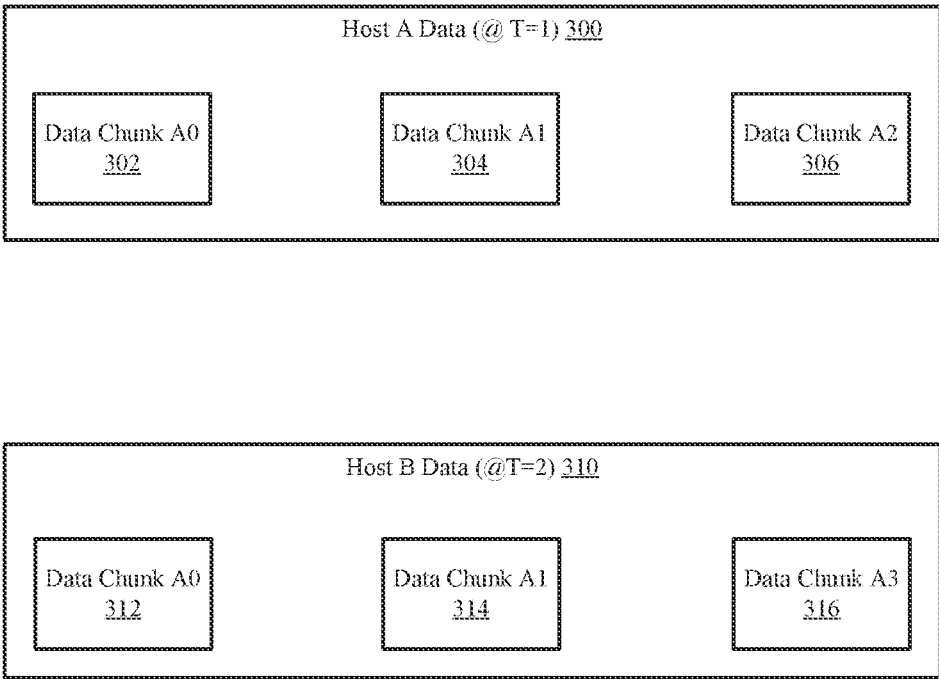 Host A Data (@ T=1) 300
Data Chunk A0
302
Data Chunk A1
304
Data Chunk A2
306
Host B Data (@T=2) 310
Data Chunk A0
312
Data Chunk A1
314
Data Chunk A3
316